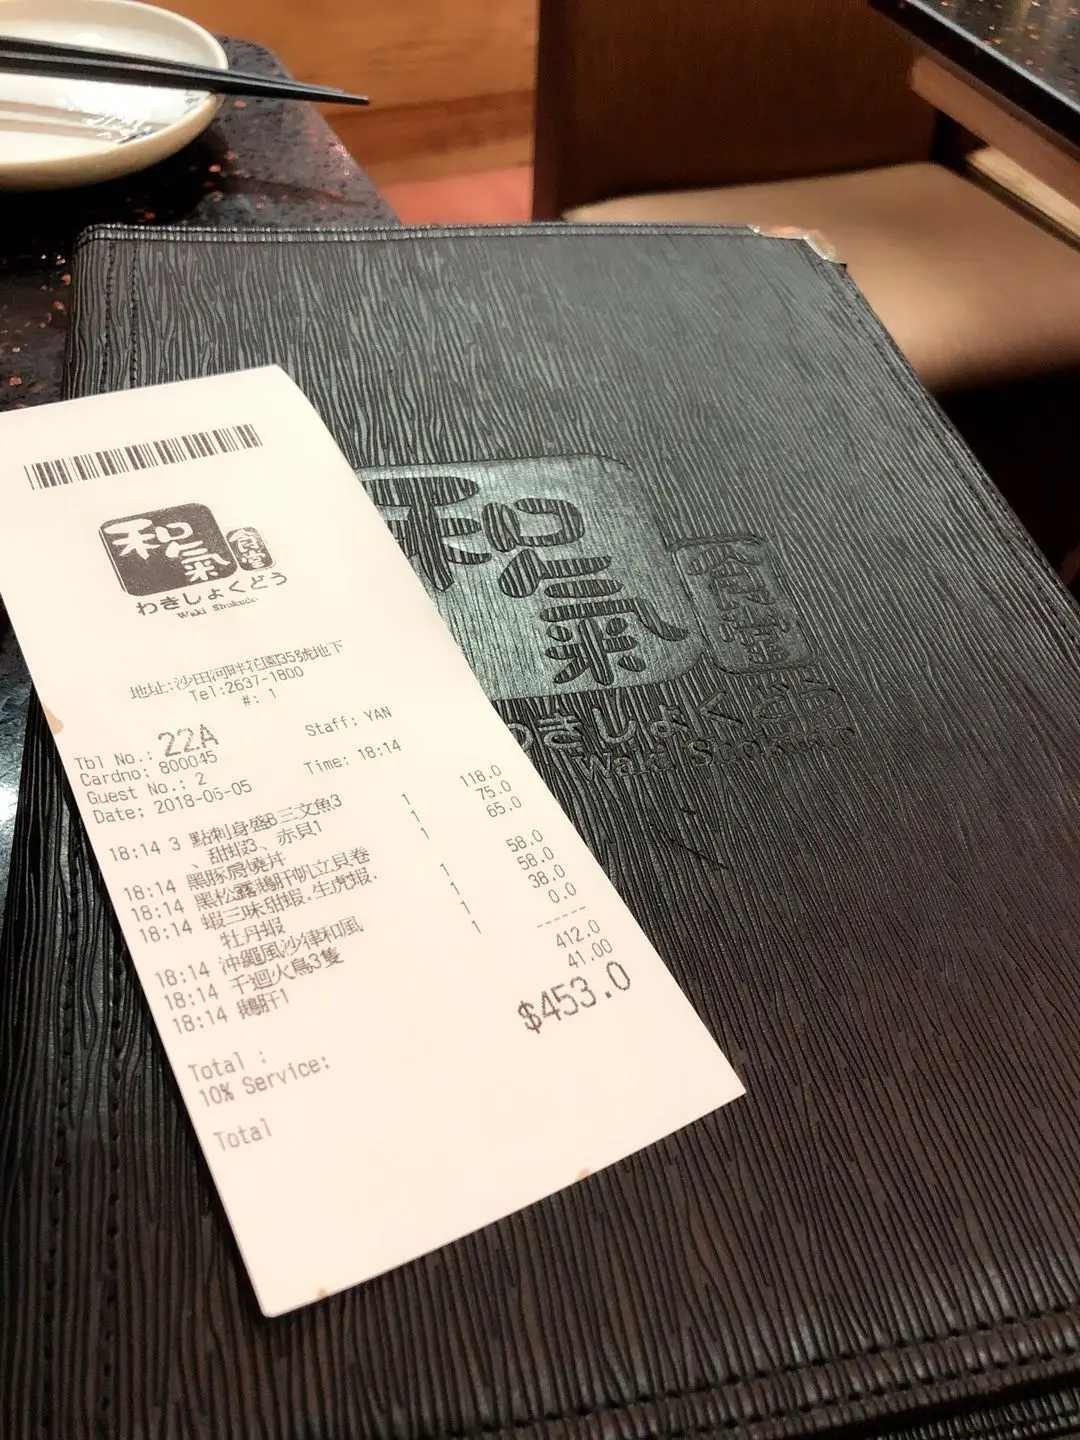 和氣
食堂
わきしょくどう
Waki Shokudo
地址:沙田河畔花園35號地下
Tel:2637-1800
#: 1
Tbl No.: 22A Staff: YAN
Cardno: 800045
Guest No.: 2 Time: 18:14
Date: 2018-06-05
18:14 3 點刺身盛 三文魚3 1 118.0
、甜蝦3、赤貝1
18:14 黑豚肩燒丼 1 75.0
18:14 黑松露鵝肝帆立貝卷 1 65.0
18:14 蝦三味甜蝦.生虎蝦. 1 58.0
牡丹蝦
18:14 沖繩風沙律和風 1 58.0
18:14 千迴火鳥3隻 1 38.0
18:14 鵝肝1 1 0.0
Total : 412.0
10% Service: 41.00
Total $453.0
和氣
食堂
わきしょくどう
Waki Shokudo